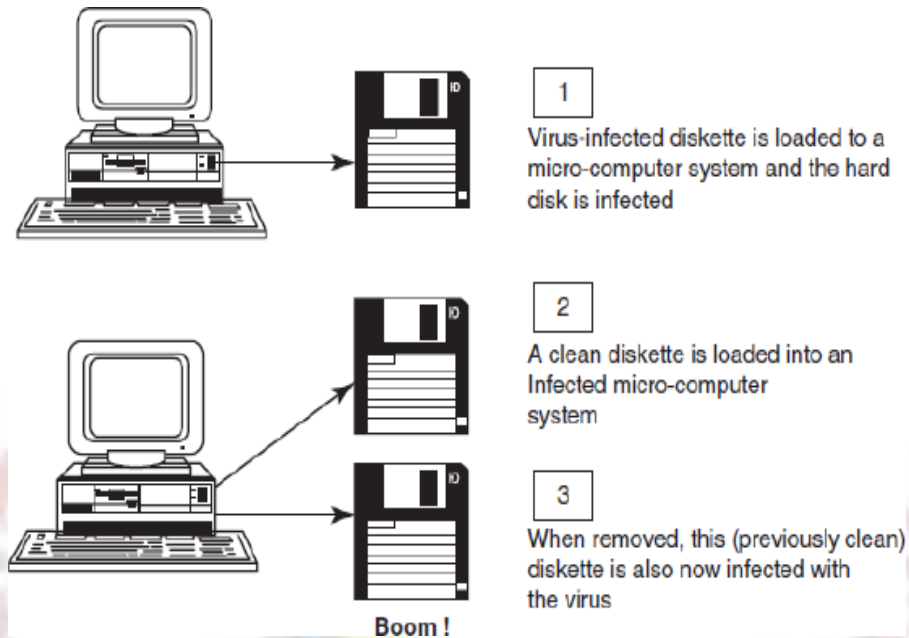 ID
1
Virus-infected diskette is loaded to a
micro-computer system and the hard
disk is infected
ID
2
A clean diskette is loaded into an
Infected micro-computer
system
ID
3
When removed, this (previously clean)
diskette is also now infected with
the virus
Boom !